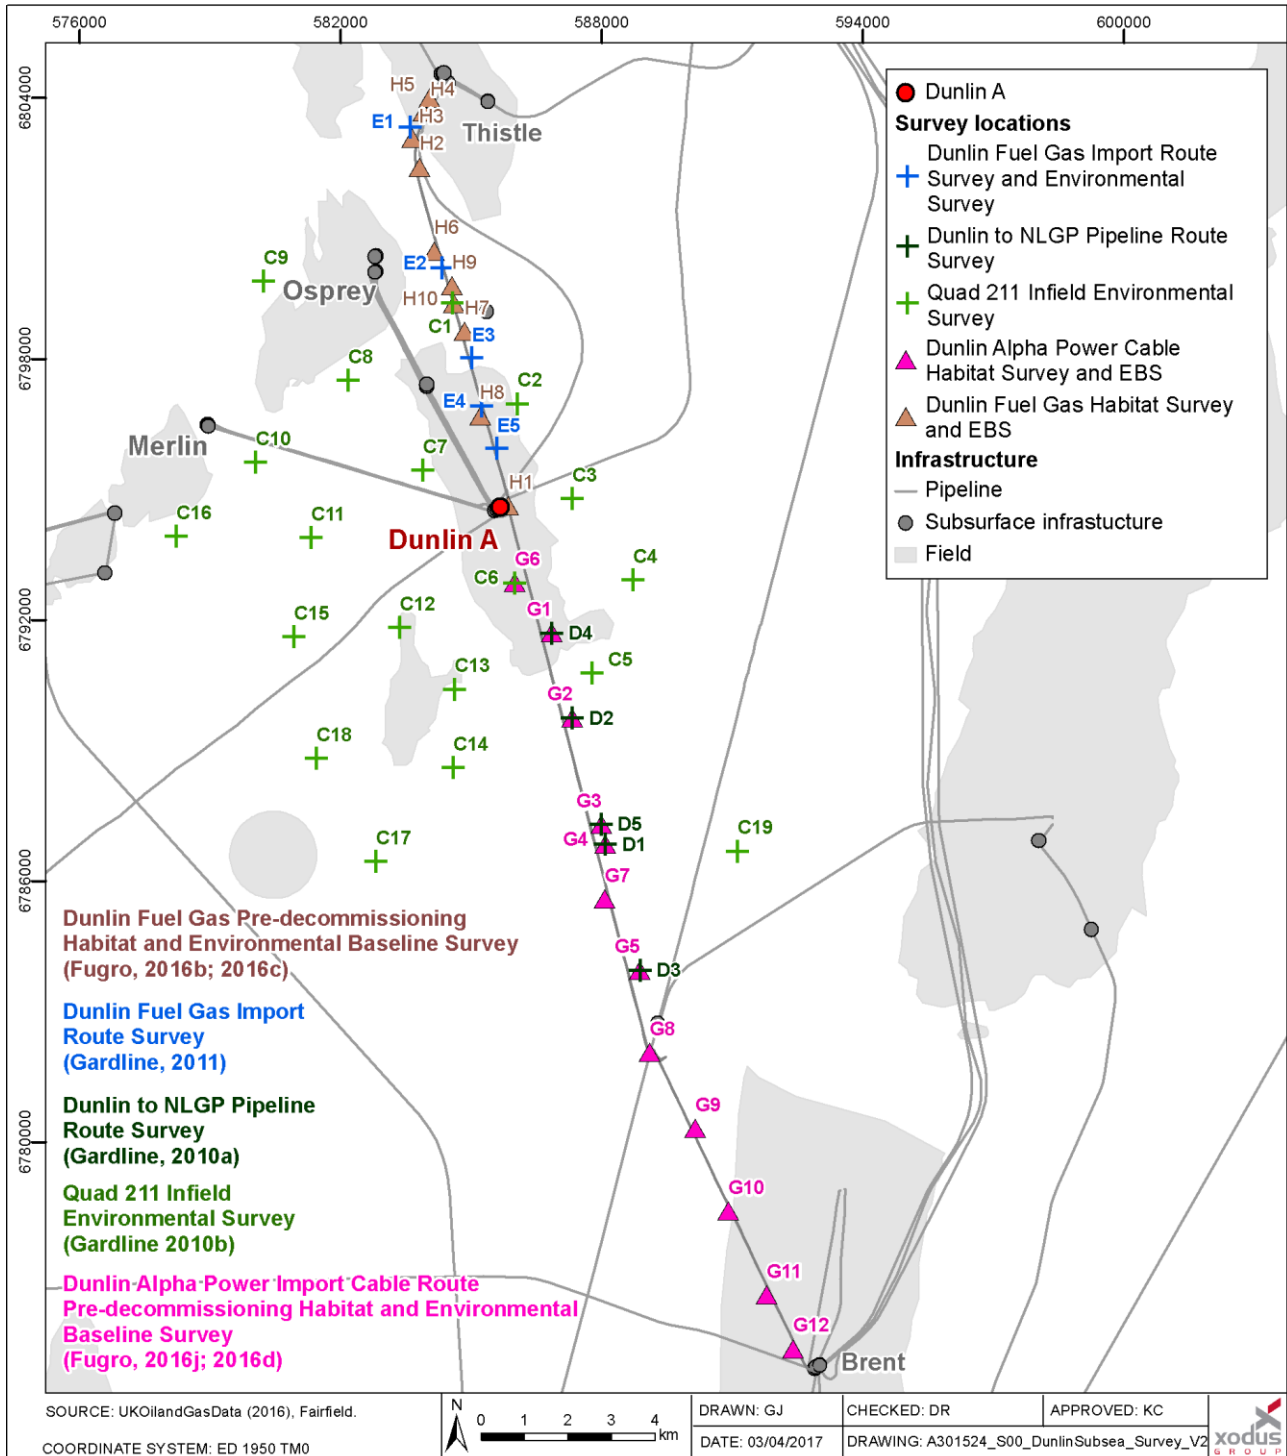 576000
582000
588000
594000
600000
6804000
6798000
6792000
6786000
6780000
Dunlin A
Survey locations
Dunlin Fuel Gas Import Route
Survey and Environmental
Survey
Dunlin to NLGP Pipeline Route
Survey
Quad 211 Infield Environmental
Survey
Dunlin Alpha Power Cable
Habitat Survey and EBS
Dunlin Fuel Gas Habitat Survey
and EBS
Infrastructure
Pipeline
Subsurface infrastucture
Field
H5
H4
H3
E1
Thistle
H2
H6
E2
H9
C9
Osprey
H10
H7
C1
E3
C8
H8
C2
E4
E5
Merlin
C10
C7
C3
H1
C16
C11
Dunlin A
G6
C4
C6
G1
C15
C12
D4
C5
C13
G2
D2
C18
C14
G3
D5
G4
D1
C19
C17
G7
G5
D3
G8
G9
G10
G11
G12
Brent
Dunlin Fuel Gas Pre-decommissioning
Habitat and Environmental Baseline Survey
(Fugro, 2016b; 2016c)
Dunlin Fuel Gas Import
Route Survey
(Gardline, 2011)
Dunlin to NLGP Pipeline
Route Survey
(Gardline, 2010a)
Quad 211 Infield
Environmental Survey
(Gardline 2010b)
Dunlin Alpha Power Import Cable Route
Pre-decommissioning Habitat and Environmental
Baseline Survey
(Fugro, 2016j; 2016d)
SOURCE: UKOilandGasData (2016), Fairfield.
COORDINATE SYSTEM: ED 1950 TM0
N
0 1 2 3 4
km
DRAWN: GJ
CHECKED: DR
APPROVED: KC
DATE: 03/04/2017
DRAWING: A301524_S00_DunlinSubsea_Survey_V2
xodus
GROUP